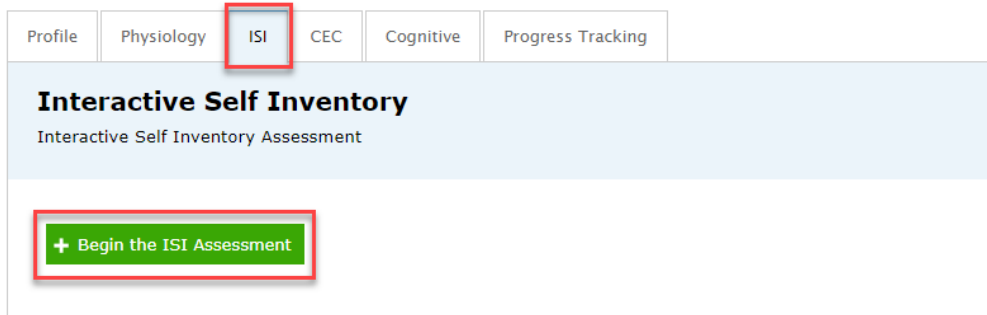 Profile Physiology ISI CEC Cognitive Progress Tracking
Interactive Self Inventory
Interactive Self Inventory Assessment
+ Begin the ISI Assessment